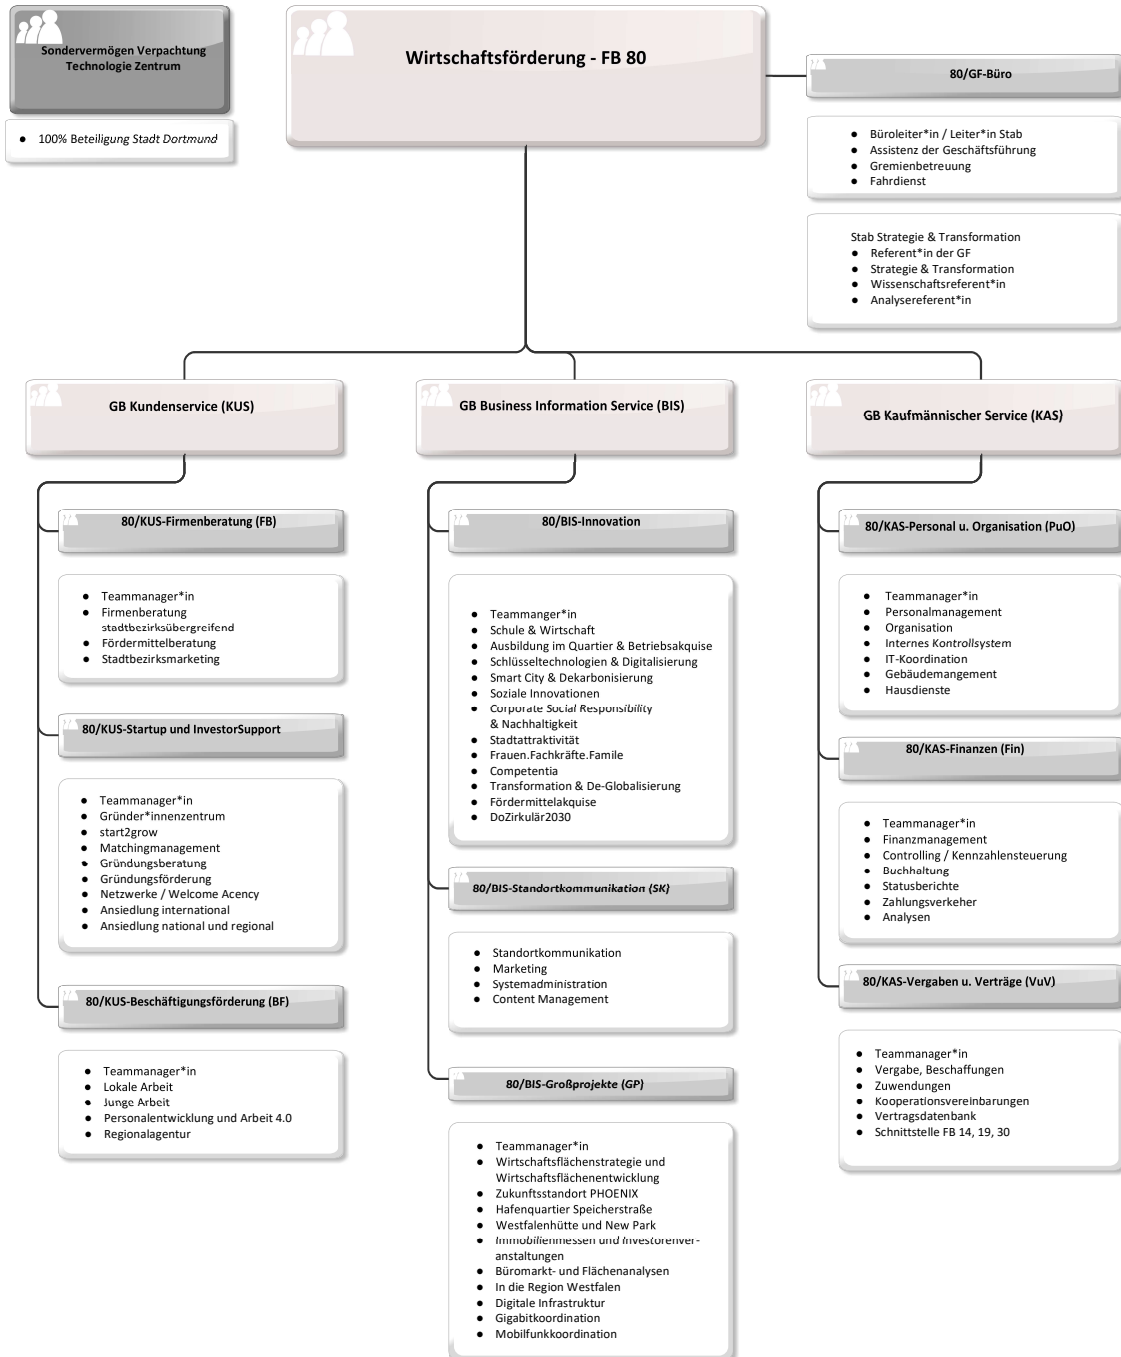 Sondervermögen Verpachtung
Technologie Zentrum
● 100% Beteiligung Stadt Dortmund
Wirtschaftsförderung - FB 80
80/GF-Büro
● Büroleiter*in / Leiter*in Stab
● Assistenz der Geschäftsführung
● Gremienbetreuung
● Fahrdienst
Stab Strategie & Transformation
● Referent*in der GF
● Strategie & Transformation
● Wissenschaftsreferent*in
● Analysereferent*in
GB Kundenservice (KUS)
80/KUS-Firmenberatung (FB)
● Teammanager*in
● Firmenberatung
stadtbezirksübergreifend
● Fördermittelberatung
● Stadtbezirksmarketing
80/KUS-Startup und InvestorSupport
● Teammanager*in
● Gründer*innenzentrum
● start2grow
● Matchingmanagement
● Gründungsberatung
● Gründungsförderung
● Netzwerke / Welcome Acency
● Ansiedlung international
● Ansiedlung national und regional
80/KUS-Beschäftigungsförderung (BF)
● Teammanager*in
● Lokale Arbeit
● Junge Arbeit
● Personalentwicklung und Arbeit 4.0
● Regionalagentur
GB Business Information Service (BIS)
80/BIS-Innovation
● Teammanger*in
● Schule & Wirtschaft
● Ausbildung im Quartier & Betriebsakquise
● Schlüsseltechnologien & Digitalisierung
● Smart City & Dekarbonisierung
● Soziale Innovationen
● Corporate Social Responsibility
& Nachhaltigkeit
● Stadtattraktivität
● Frauen.Fachkräfte.Famile
● Competentia
● Transformation & De-Globalisierung
● Fördermittelakquise
● DoZirkulär2030
80/BIS-Standortkommunikation (SK)
● Standortkommunikation
● Marketing
● Systemadministration
● Content Management
80/BIS-Großprojekte (GP)
● Teammanager*in
● Wirtschaftsflächenstrategie und
Wirtschaftsflächenentwicklung
● Zukunftsstandort PHOENIX
● Hafenquartier Speicherstraße
● Westfalenhütte und New Park
● Immobilienmessen und Investorenver-
anstaltungen
● Büromarkt- und Flächenanalysen
● In die Region Westfalen
● Digitale Infrastruktur
● Gigabitkoordination
● Mobilfunkkoordination
GB Kaufmännischer Service (KAS)
80/KAS-Personal u. Organisation (PuO)
● Teammanager*in
● Personalmanagement
● Organisation
● Internes Kontrollsystem
● IT-Koordination
● Gebäudemangement
● Hausdienste
80/KAS-Finanzen (Fin)
● Teammanager*in
● Finanzmanagement
● Controlling / Kennzahlensteuerung
● Buchhaltung
● Statusberichte
● Zahlungsverkeher
● Analysen
80/KAS-Vergaben u. Verträge (VuV)
● Teammanager*in
● Vergabe, Beschaffungen
● Zuwendungen
● Kooperationsvereinbarungen
● Vertragsdatenbank
● Schnittstelle FB 14, 19, 30